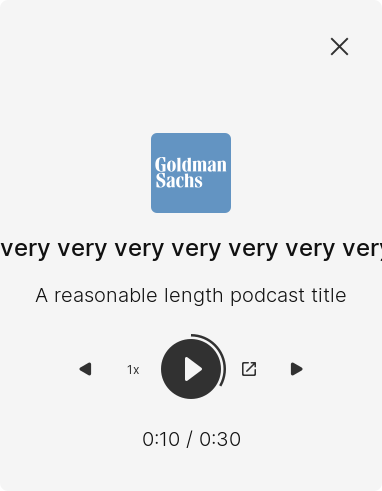 Goldman
Sachs
very very very very very very very
A reasonable length podcast title
1x
0:10 / 0:30